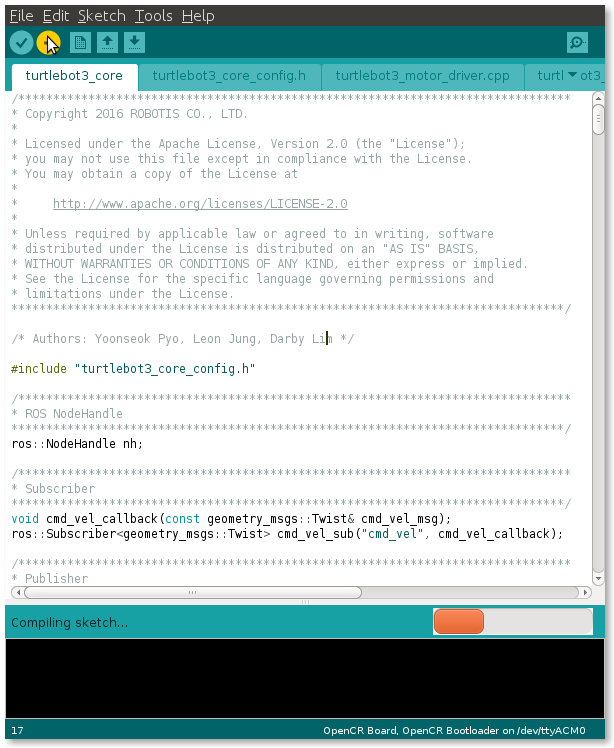 File Edit Sketch Tools Help
turtlebot3_core turtlebot3_core_config.h turtlebot3_motor_driver.cpp turtl ot3_
/*******************************************************************************
* Copyright 2016 ROBOTIS CO., LTD.
*
* Licensed under the Apache License, Version 2.0 (the "License");
* you may not use this file except in compliance with the License.
* You may obtain a copy of the License at
*
*     http://www.apache.org/licenses/LICENSE-2.0
*
* Unless required by applicable law or agreed to in writing, software
* distributed under the License is distributed on an "AS IS" BASIS,
* WITHOUT WARRANTIES OR CONDITIONS OF ANY KIND, either express or implied.
* See the License for the specific language governing permissions and
* limitations under the License.
*******************************************************************************/
/* Authors: Yoonseok Pyo, Leon Jung, Darby Lim */
#include "turtlebot3_core_config.h"
/*******************************************************************************
* ROS NodeHandle
*******************************************************************************/
ros::NodeHandle nh;
/*******************************************************************************
* Subscriber
*******************************************************************************/
void cmd_vel_callback(const geometry_msgs::Twist& cmd_vel_msg);
ros::Subscriber<geometry_msgs::Twist> cmd_vel_sub("cmd_vel", cmd_vel_callback);
/*******************************************************************************
* Publisher
Compiling sketch...
17 OpenCR Board, OpenCR Bootloader on /dev/ttyACM0